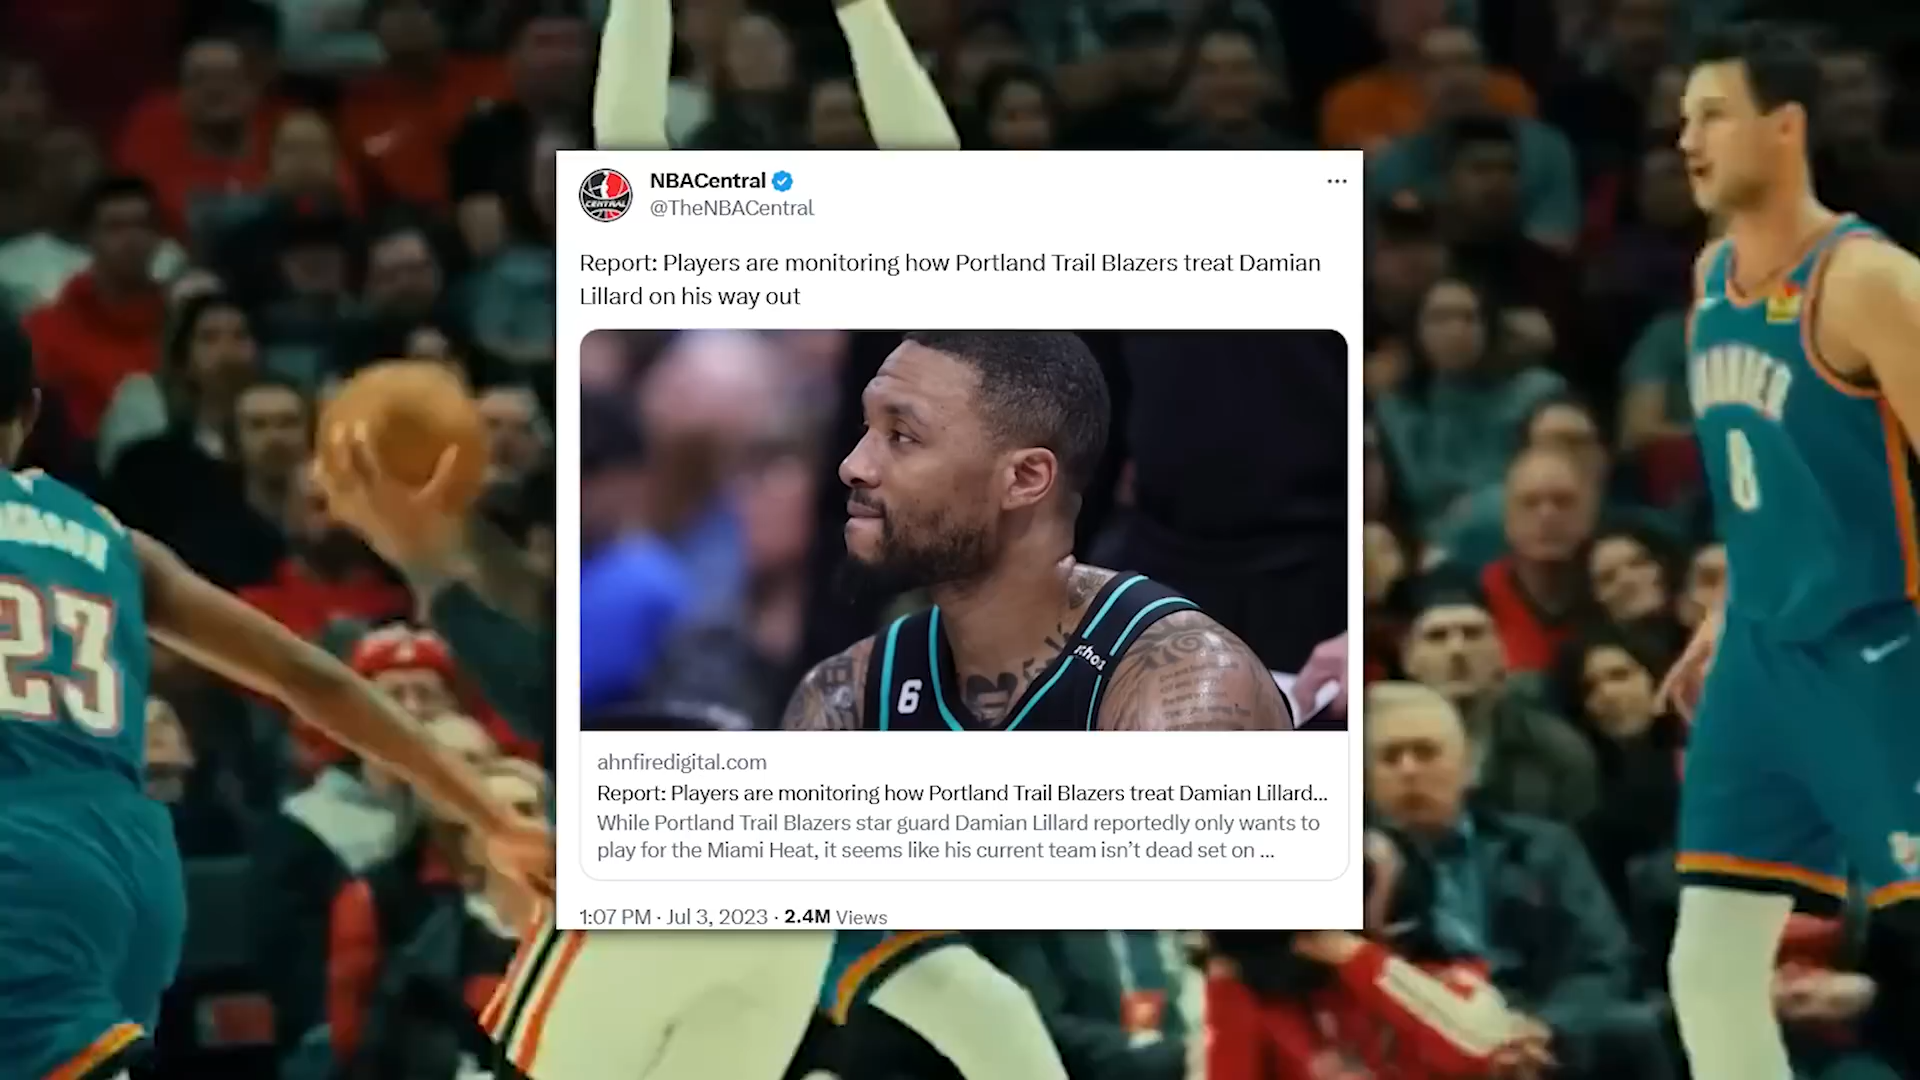 NBACentral
@TheNBACentral
CENTRAL
Report: Players are monitoring how Portland Trail Blazers treat Damian
Lillard on his way out
6
ahnfiredigital.com
Report: Players are monitoring how Portland Trail Blazers treat Damian Lillard...
While Portland Trail Blazers star guard Damian Lillard reportedly only wants to
play for the Miami Heat, it seems like his current team isn't dead set on ...
1:07 PM · Jul 3, 2023 · 2.4M Views
23
8